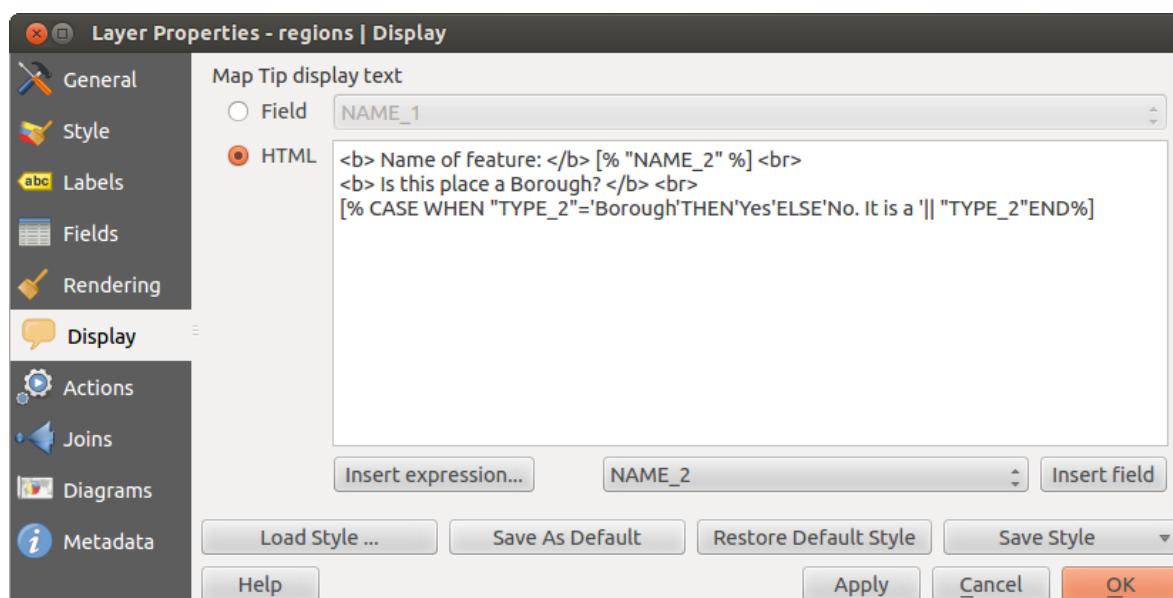 Layer Properties - regions | Display
General
Style
abc Labels
Fields
Rendering
Display
Actions
Joins
Diagrams
i Metadata
Map Tip display text
Field NAME_1
HTML
<b> Name of feature: </b> [% "NAME_2" %] <br>
<b> Is this place a Borough? </b> <br>
[% CASE WHEN "TYPE_2"='Borough'THEN'Yes'ELSE'No. It is a '|| "TYPE_2"END%]
Insert expression... NAME_2 Insert field
Load Style ... Save As Default Restore Default Style Save Style
Help Apply Cancel OK